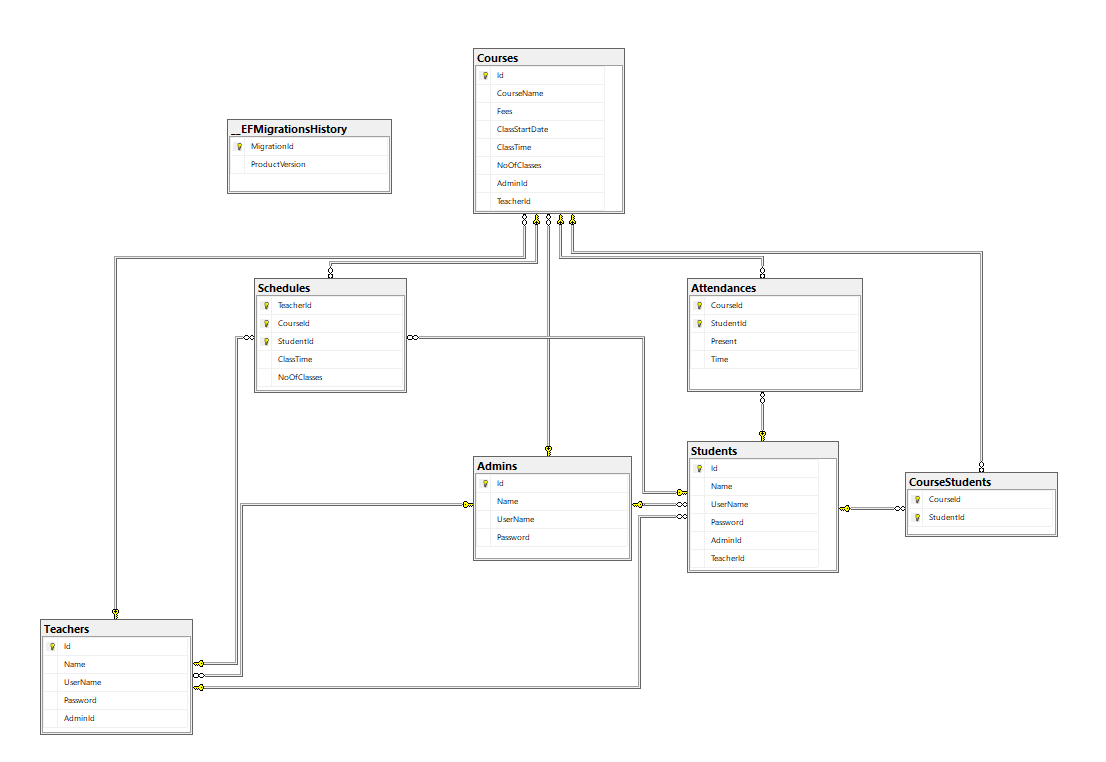 Courses
Id
CourseName
Fees
ClassStartDate
ClassTime
NoOfClasses
AdminId
TeacherId
__EFMigrationsHistory
MigrationId
ProductVersion
Schedules
TeacherId
CourseId
StudentId
ClassTime
NoOfClasses
Attendances
CourseId
StudentId
Present
Time
Admins
Id
Name
UserName
Password
Students
Id
Name
UserName
Password
AdminId
TeacherId
CourseStudents
CourseId
StudentId
Teachers
Id
Name
UserName
Password
AdminId